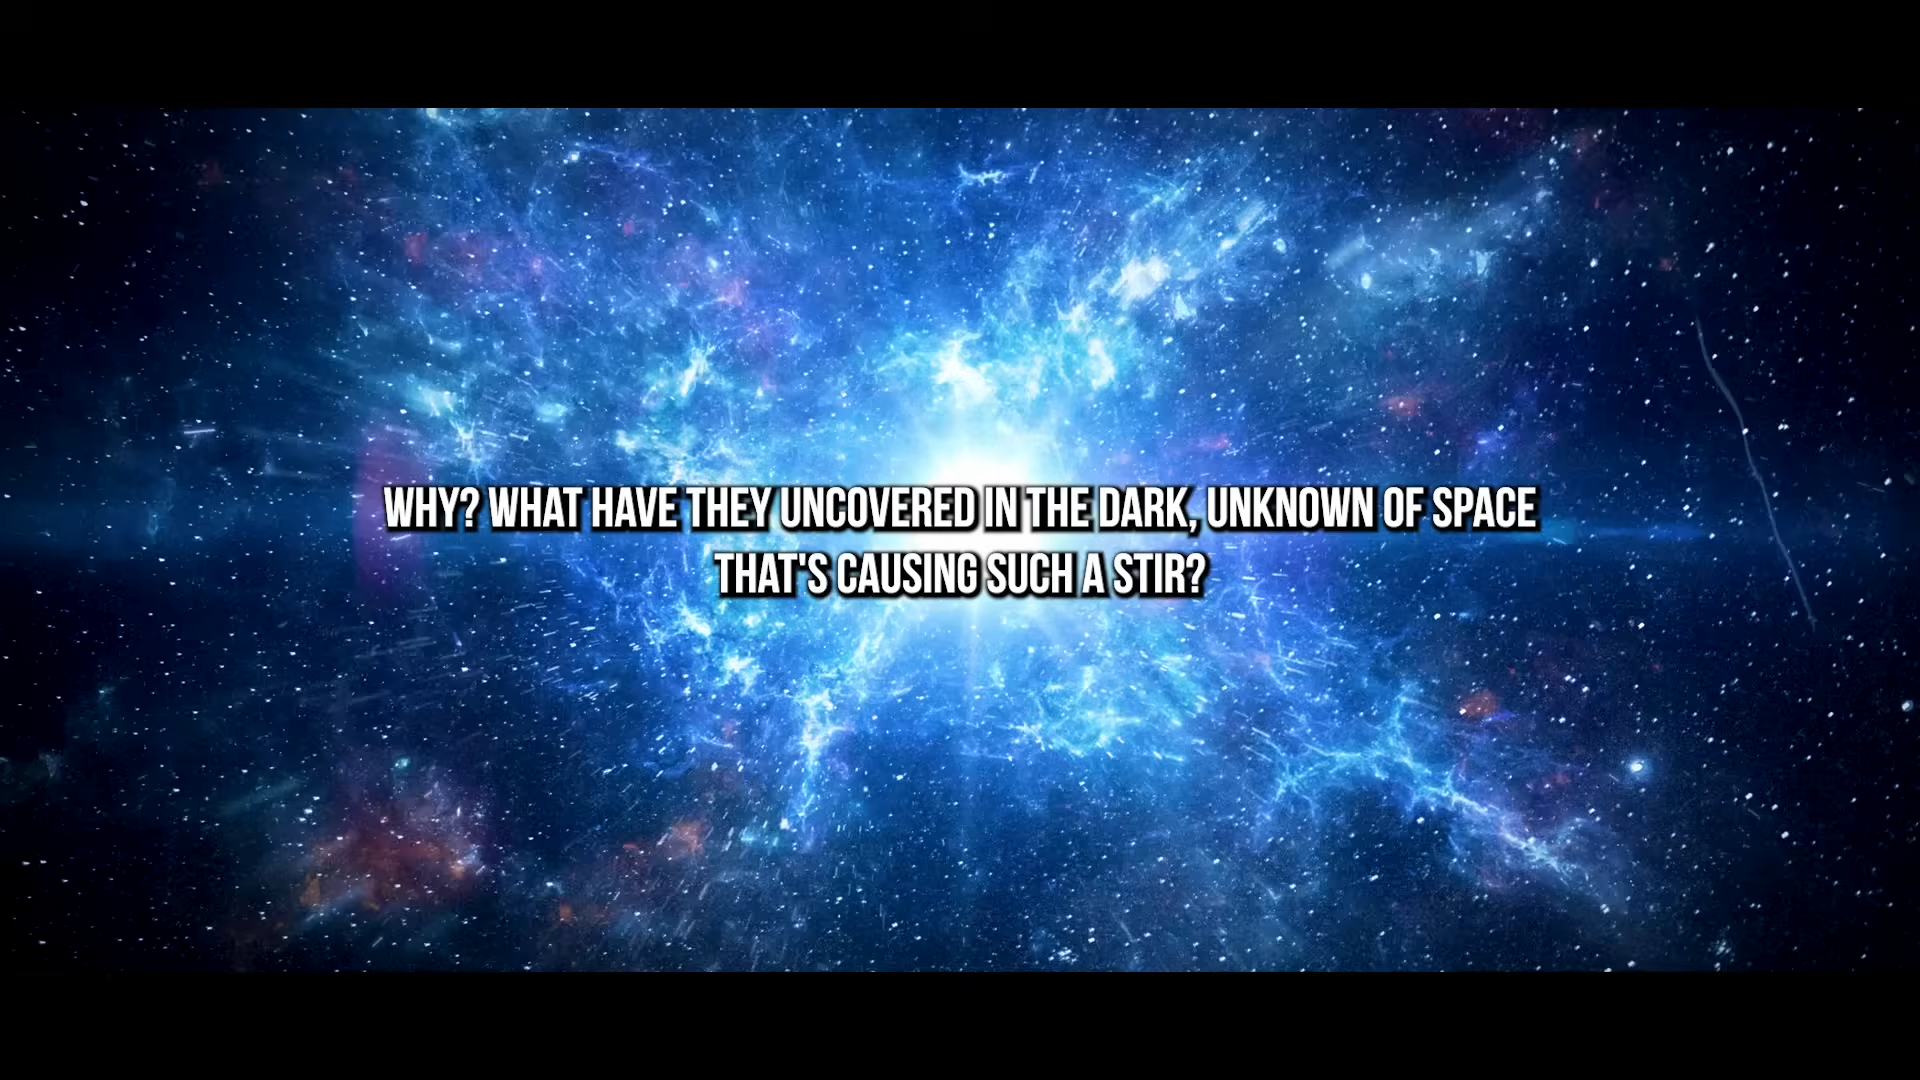 WHY? WHAT HAVE THEY UNCOVERED IN THE DARK, UNKNOWN OF SPACE
THAT'S CAUSING SUCH A STIR?